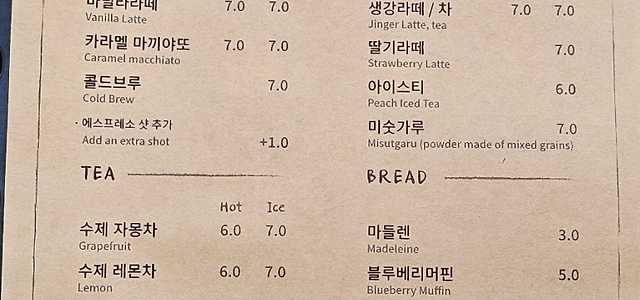 바닐라라떼 7.0 7.0
Vanilla Latte
카라멜 마끼야또 7.0 7.0
Caramel macchiato
콜드브루 7.0
Cold Brew
· 에스프레소 샷 추가
Add an extra shot +1.0
TEA
Hot Ice
수제 자몽차 6.0 7.0
Grapefruit
수제 레몬차 6.0 7.0
Lemon
생강라떼 / 차 7.0 7.0
Jinger Latte, tea
딸기라떼 7.0
Strawberry Latte
아이스티 6.0
Peach Iced Tea
미숫가루 7.0
Misutgaru (powder made of mixed grains)
BREAD
마들렌 3.0
Madeleine
블루베리머핀 5.0
Blueberry Muffin